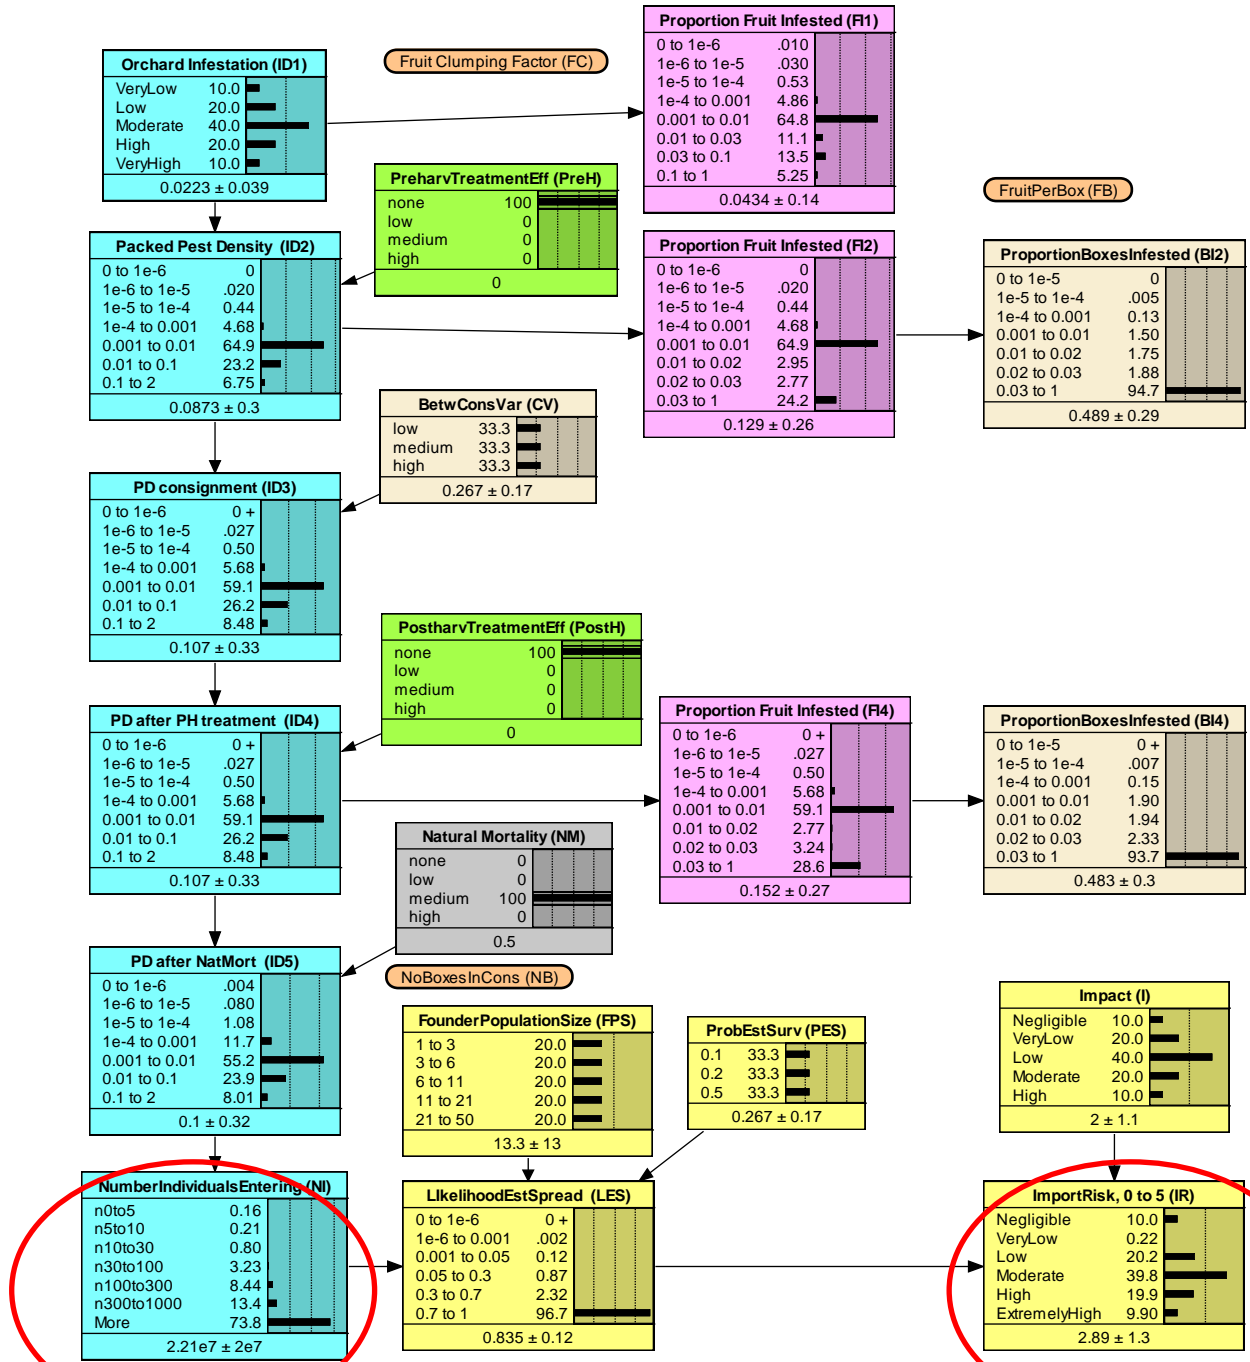 Orchard Infestation (ID1)
VeryLow 10.0
Low 20.0
Moderate 40.0
High 20.0
VeryHigh 10.0
0.0223 ± 0.039
Fruit Clumping Factor (FC)
Proportion Fruit Infested (FI1)
0 to 1e-6 .010
1e-6 to 1e-5 .030
1e-5 to 1e-4 0.53
1e-4 to 0.001 4.86
0.001 to 0.01 64.8
0.01 to 0.03 11.1
0.03 to 0.1 13.5
0.1 to 1 5.25
0.0434 ± 0.14
PreharvTreatmentEff (PreH)
none 100
low 0
medium 0
high 0
0
FruitPerBox (FB)
Packed Pest Density (ID2)
0 to 1e-6 0
1e-6 to 1e-5 .020
1e-5 to 1e-4 0.44
1e-4 to 0.001 4.68
0.001 to 0.01 64.9
0.01 to 0.1 23.2
0.1 to 2 6.75
0.0873 ± 0.3
Proportion Fruit Infested (FI2)
0 to 1e-6 0
1e-6 to 1e-5 .020
1e-5 to 1e-4 0.44
1e-4 to 0.001 4.68
0.001 to 0.01 64.9
0.01 to 0.02 2.95
0.02 to 0.03 2.77
0.03 to 1 24.2
0.129 ± 0.26
ProportionBoxesInfested (BI2)
0 to 1e-5 0
1e-5 to 1e-4 .005
1e-4 to 0.001 0.13
0.001 to 0.01 1.50
0.01 to 0.02 1.75
0.02 to 0.03 1.88
0.03 to 1 94.7
0.489 ± 0.29
BetwConsVar (CV)
low 33.3
medium 33.3
high 33.3
0.267 ± 0.17
PD consignment (ID3)
0 to 1e-6 0 +
1e-6 to 1e-5 .027
1e-5 to 1e-4 0.50
1e-4 to 0.001 5.68
0.001 to 0.01 59.1
0.01 to 0.1 26.2
0.1 to 2 8.48
0.107 ± 0.33
PostharvTreatmentEff (PostH)
none 100
low 0
medium 0
high 0
0
PD after PH treatment (ID4)
0 to 1e-6 0 +
1e-6 to 1e-5 .027
1e-5 to 1e-4 0.50
1e-4 to 0.001 5.68
0.001 to 0.01 59.1
0.01 to 0.1 26.2
0.1 to 2 8.48
0.107 ± 0.33
Proportion Fruit Infested (FI4)
0 to 1e-6 0 +
1e-6 to 1e-5 .027
1e-5 to 1e-4 0.50
1e-4 to 0.001 5.68
0.001 to 0.01 59.1
0.01 to 0.02 2.77
0.02 to 0.03 3.24
0.03 to 1 28.6
0.152 ± 0.27
ProportionBoxesInfested (BI4)
0 to 1e-5 0 +
1e-5 to 1e-4 .007
1e-4 to 0.001 0.15
0.001 to 0.01 1.90
0.01 to 0.02 1.94
0.02 to 0.03 2.33
0.03 to 1 93.7
0.483 ± 0.3
Natural Mortality (NM)
none 0
low 0
medium 100
high 0
0.5
PD after NatMort (ID5)
0 to 1e-6 .004
1e-6 to 1e-5 .080
1e-5 to 1e-4 1.08
1e-4 to 0.001 11.7
0.001 to 0.01 55.2
0.01 to 0.1 23.9
0.1 to 2 8.01
0.1 ± 0.32
NoBoxesInCons (NB)
FounderPopulationSize (FPS)
1 to 3 20.0
3 to 6 20.0
6 to 11 20.0
11 to 21 20.0
21 to 50 20.0
13.3 ± 13
ProbEstSurv (PES)
0.1 33.3
0.2 33.3
0.5 33.3
0.267 ± 0.17
Impact (I)
Negligible 10.0
VeryLow 20.0
Low 40.0
Moderate 20.0
High 10.0
2 ± 1.1
NumberIndividualsEntering (NI)
n0to5 0.16
n5to10 0.21
n10to30 0.80
n30to100 3.23
n100to300 8.44
n300to1000 13.4
More 73.8
2.21e7 ± 2e7
LIkelihoodEstSpread (LES)
0 to 1e-6 0 +
1e-6 to 0.001 .002
0.001 to 0.05 0.12
0.05 to 0.3 0.87
0.3 to 0.7 2.32
0.7 to 1 96.7
0.835 ± 0.12
ImportRisk, 0 to 5 (IR)
Negligible 10.0
VeryLow 0.22
Low 20.2
Moderate 39.8
High 19.9
ExtremelyHigh 9.90
2.89 ± 1.3